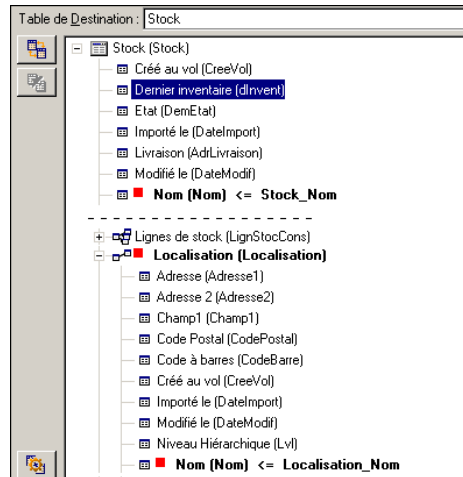 Table de Destination : Stock
Stock (Stock)
Créé au vol (CreeVol)
Dernier inventaire (dInvent)
Etat (DemEtat)
Importé le (DateImport)
Livraison (AdrLivraison)
Modifié le (DateModif)
Nom (Nom) <= Stock_Nom
Lignes de stock (LignStocCons)
Localisation (Localisation)
Adresse (Adresse1)
Adresse 2 (Adresse2)
Champ1 (Champ1)
Code Postal (CodePostal)
Code à barres (CodeBarre)
Créé au vol (CreeVol)
Importé le (DateImport)
Modifié le (DateModif)
Niveau Hiérarchique (Lvl)
Nom (Nom) <= Localisation_Nom